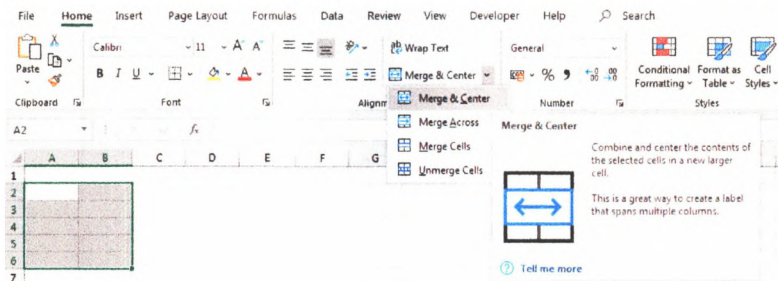 File Home Insert Page Layout Formulas Data Review View Developer Help Search
Calibri 11 A A Wrap Text General
Paste B I U A Merge & Center % 9 .00 Conditional Format as Cell
Formatting Table Styles
Clipboard Font Alignm Number Styles
Merge & Center
Merge Across
Merge Cells
Unmerge Cells
Merge & Center
Combine and center the contents of
the selected cells in a new larger
cell.
This is a great way to create a label
that spans multiple columns.
Tell me more
A2 fx
A B C D E F G
1
2
3
4
5
6
7